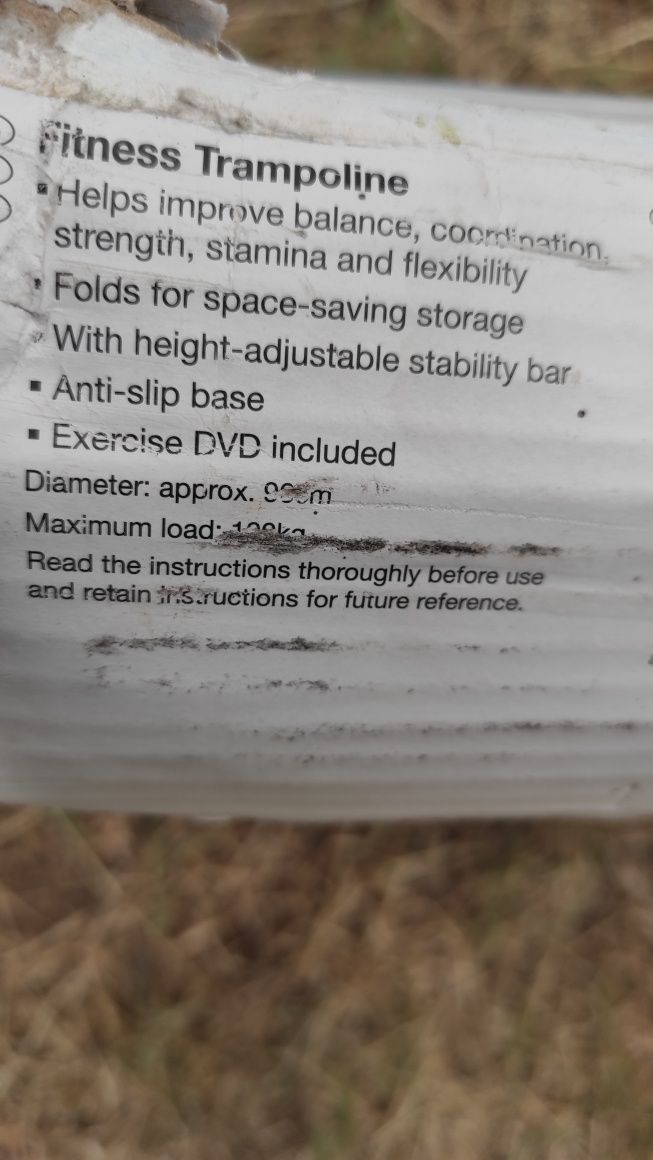 Fitness Trampoline
▪ Helps improve balance, coordination,
strength, stamina and flexibility
▪ Folds for space-saving storage
▪ With height-adjustable stability bar
▪ Anti-slip base
▪ Exercise DVD included
Diameter: approx.
Maximum load:
Read the instructions thoroughly before use
and retain instructions for future reference.